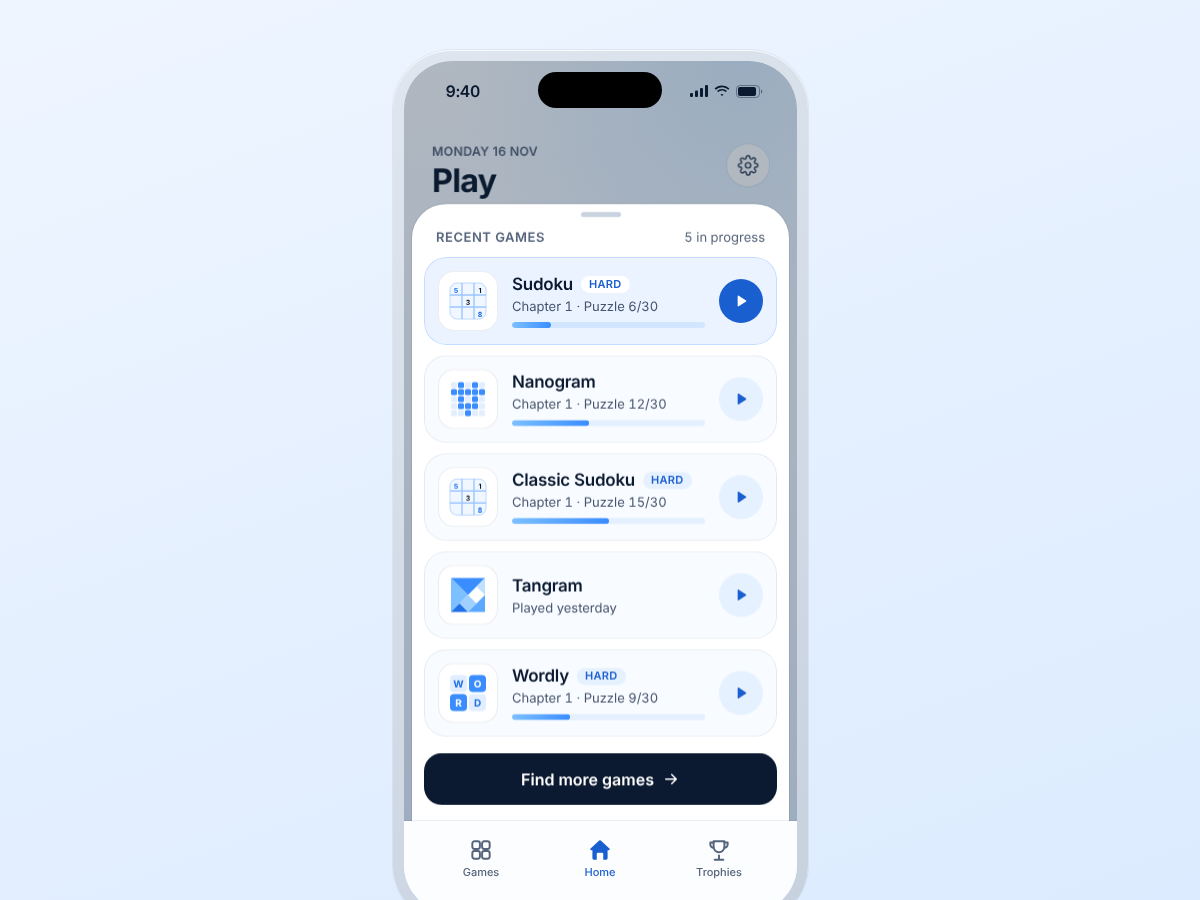 9:40
MONDAY 16 NOV
Play
RECENT GAMES
5 in progress
5 1
3
8
Sudoku HARD
Chapter 1 · Puzzle 6/30
Nanogram
Chapter 1 · Puzzle 12/30
5 1
3
8
Classic Sudoku HARD
Chapter 1 · Puzzle 15/30
Tangram
Played yesterday
W O
R D
Wordly HARD
Chapter 1 · Puzzle 9/30
Find more games →
Games
Home
Trophies